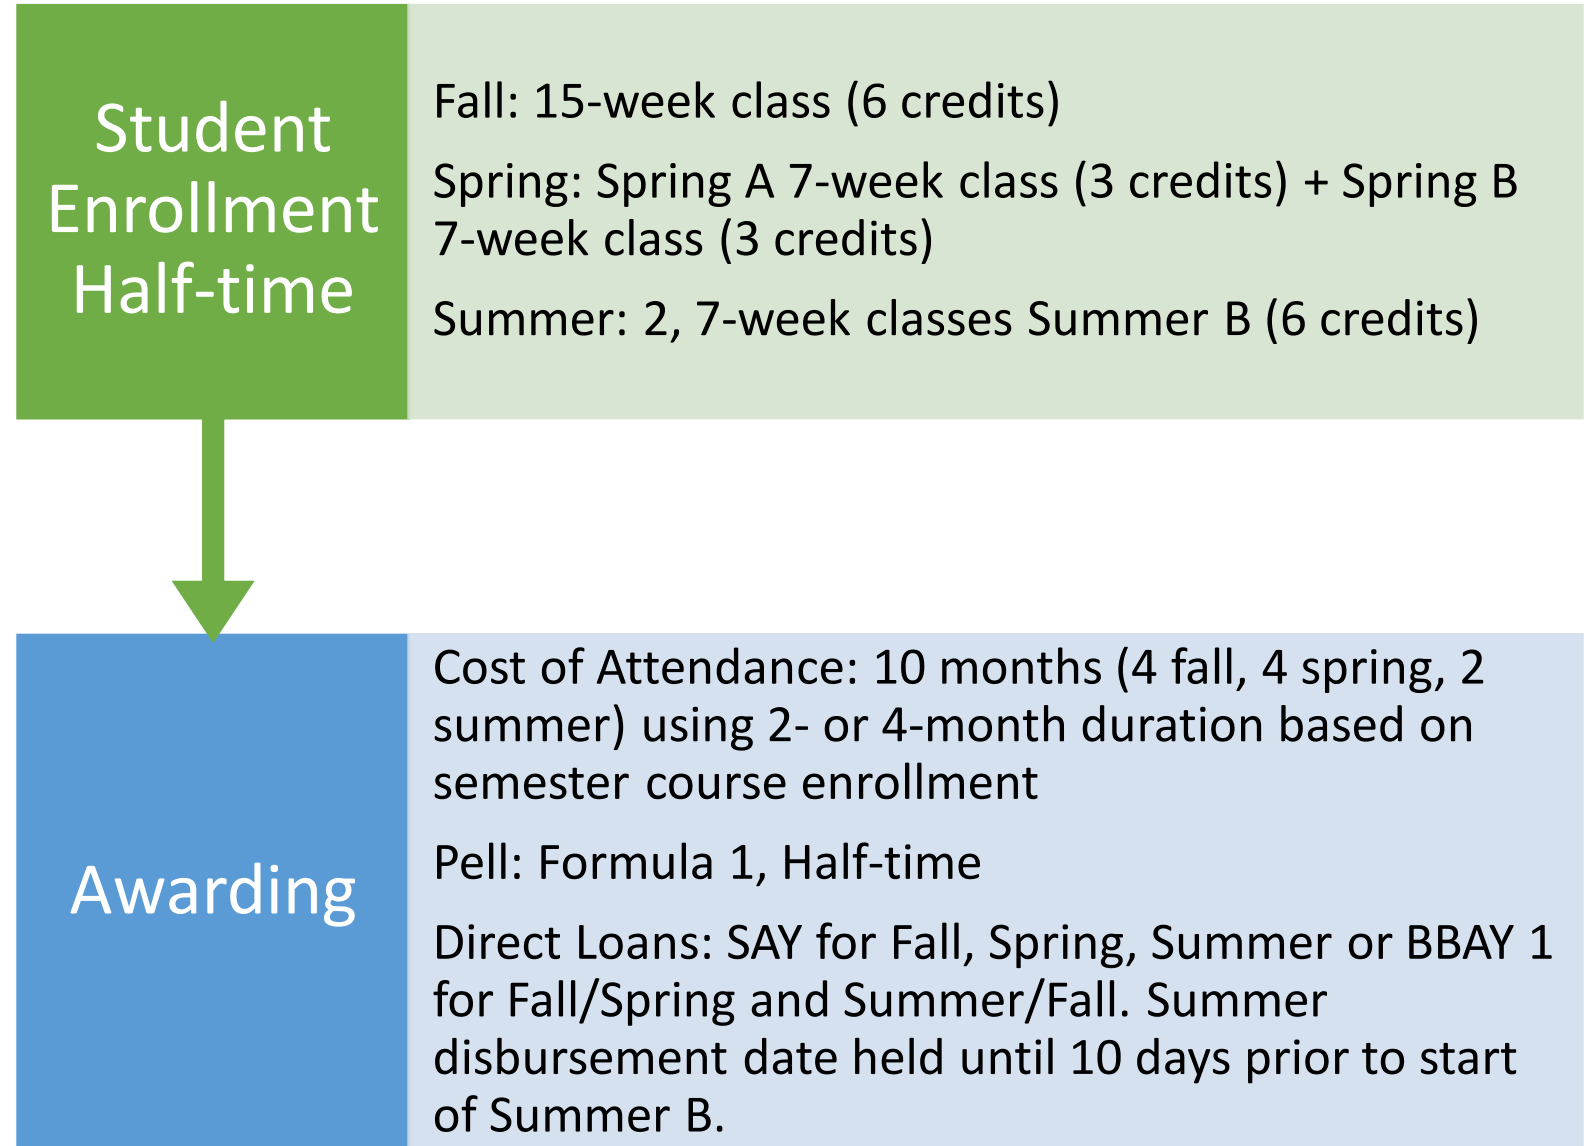 Student
Enrollment
Half-time
Fall: 15-week class (6 credits)
Spring: Spring A 7-week class (3 credits) + Spring B
7-week class (3 credits)
Summer: 2, 7-week classes Summer B (6 credits)
Awarding
Cost of Attendance: 10 months (4 fall, 4 spring, 2
summer) using 2- or 4-month duration based on
semester course enrollment
Pell: Formula 1, Half-time
Direct Loans: SAY for Fall, Spring, Summer or BBAY 1
for Fall/Spring and Summer/Fall. Summer
disbursement date held until 10 days prior to start
of Summer B.